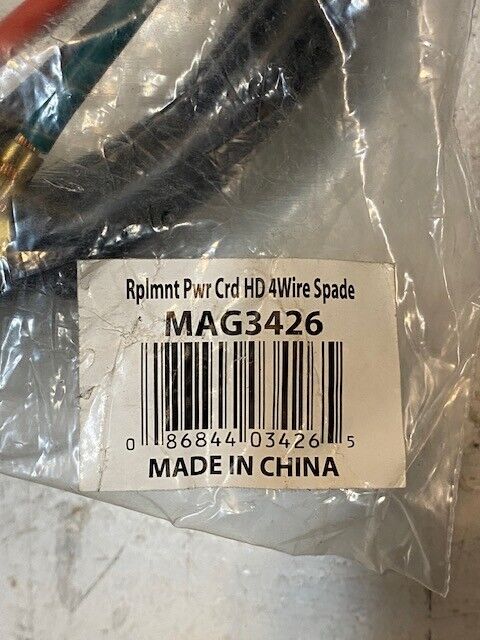 Rplmnt Pwr Crd HD 4Wire Spade
MAG3426
0 86844 03426 5
MADE IN CHINA